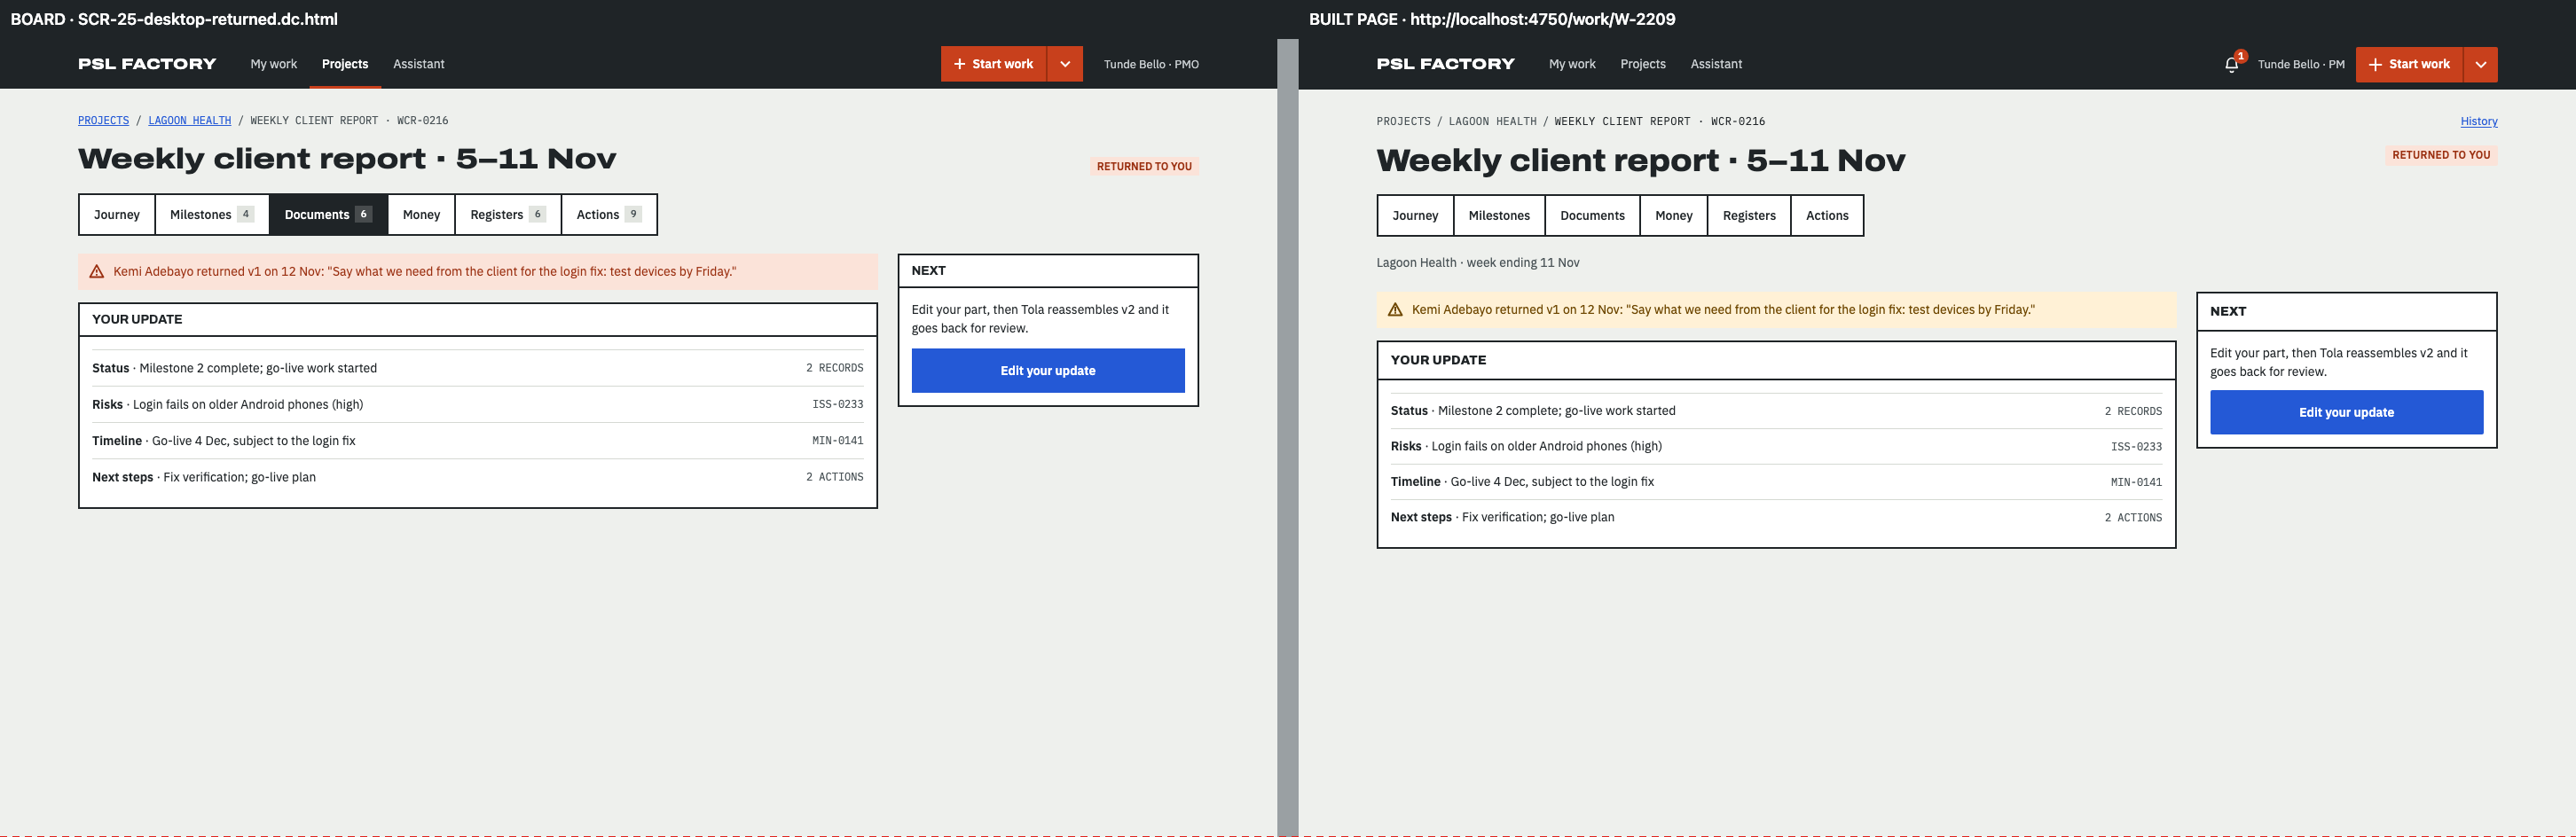 BOARD · SCR-25-desktop-returned.dc.html
PSL FACTORY My work Projects Assistant + Start work Tunde Bello · PMO
PROJECTS / LAGOON HEALTH / WEEKLY CLIENT REPORT · WCR-0216
Weekly client report · 5–11 Nov
RETURNED TO YOU
Journey Milestones 4 Documents 6 Money Registers 6 Actions 9
Kemi Adebayo returned v1 on 12 Nov: "Say what we need from the client for the login fix: test devices by Friday."
YOUR UPDATE
Status · Milestone 2 complete; go-live work started 2 RECORDS
Risks · Login fails on older Android phones (high) ISS-0233
Timeline · Go-live 4 Dec, subject to the login fix MIN-0141
Next steps · Fix verification; go-live plan 2 ACTIONS
NEXT
Edit your part, then Tola reassembles v2 and it
goes back for review.
Edit your update
BUILT PAGE · http://localhost:4750/work/W-2209
PSL FACTORY My work Projects Assistant 1 Tunde Bello · PM + Start work
PROJECTS / LAGOON HEALTH / WEEKLY CLIENT REPORT · WCR-0216 History
Weekly client report · 5–11 Nov
RETURNED TO YOU
Journey Milestones Documents Money Registers Actions
Lagoon Health · week ending 11 Nov
Kemi Adebayo returned v1 on 12 Nov: "Say what we need from the client for the login fix: test devices by Friday."
YOUR UPDATE
Status · Milestone 2 complete; go-live work started 2 RECORDS
Risks · Login fails on older Android phones (high) ISS-0233
Timeline · Go-live 4 Dec, subject to the login fix MIN-0141
Next steps · Fix verification; go-live plan 2 ACTIONS
NEXT
Edit your part, then Tola reassembles v2 and it
goes back for review.
Edit your update